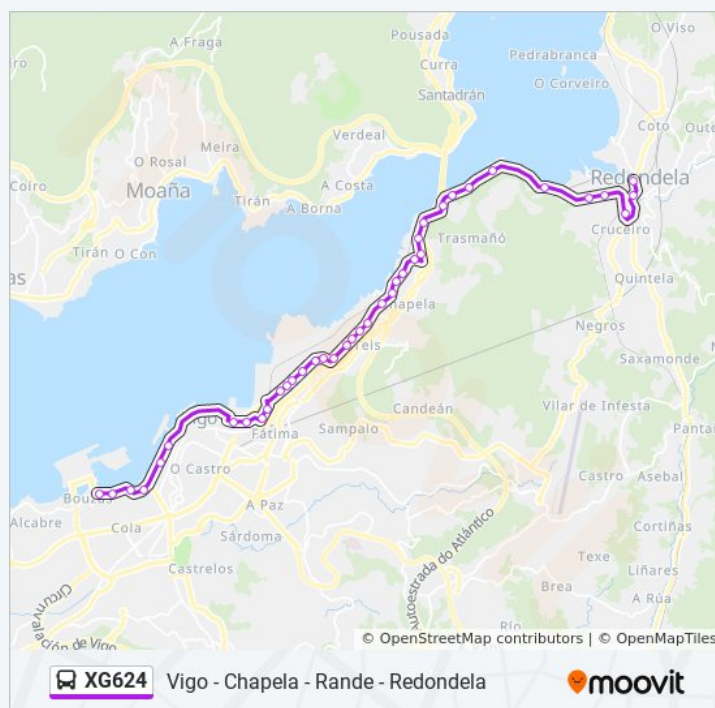 Pousada
O Viso
A Fraga
Curra
Pedrabranca
O Corveiro
Santadrán
Coto
Verdeal
Meira
O Rosal
Coiro
A Costa
Redondela
Moaña
Tirán
A Borna
Cruceiro
Tirán
O Con
Trasmañó
Quintela
Chapela
Negros
Saxamonde
Candeán
Vilar de Infesta
Fátima
Sampaio
O Castro
Castro
Asebal
Bouzas
A Paz
Alcabre
Coia
Sárdoma
Cortiñas
Autoestrada do Atlántico
Texe
Castrelos
Liñares
Brea
A Rúa
Circunvalación de Vigo
Río
© OpenStreetMap contributors | © OpenMapTiles
XG624 Vigo - Chapela - Rande - Redondela
moovit